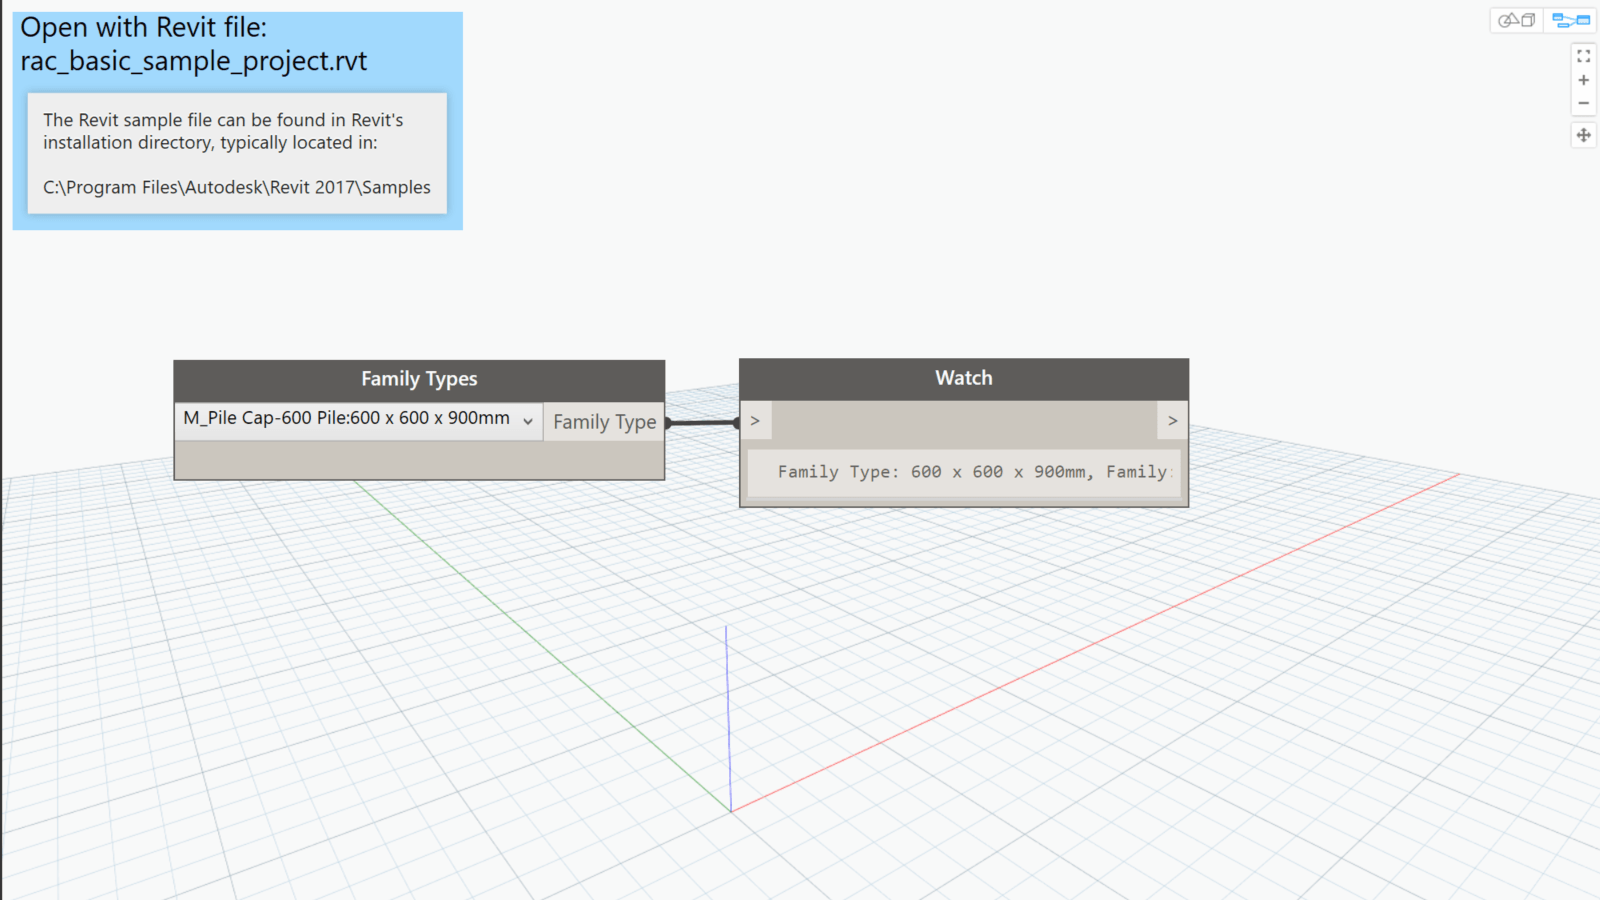 Open with Revit file:
rac_basic_sample_project.rvt
The Revit sample file can be found in Revit's
installation directory, typically located in:
C:\Program Files\Autodesk\Revit 2017\Samples
Family Types
M_Pile Cap-600 Pile:600 x 600 x 900mm
Family Type
Watch
>
>
Family Type: 600 x 600 x 900mm, Family: